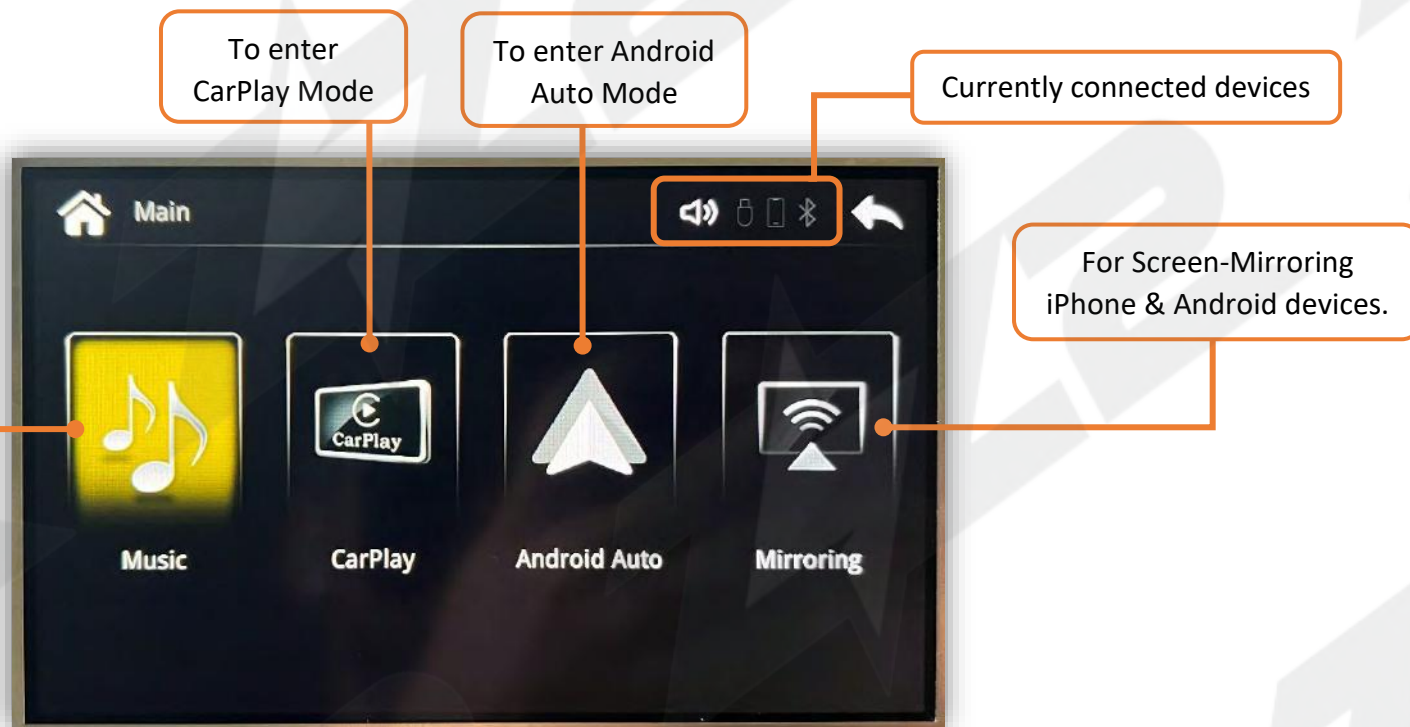 To enter
CarPlay Mode
To enter Android
Auto Mode
Currently connected devices
Main
For Screen-Mirroring
iPhone & Android devices.
CarPlay
Music
CarPlay
Android Auto
Mirroring